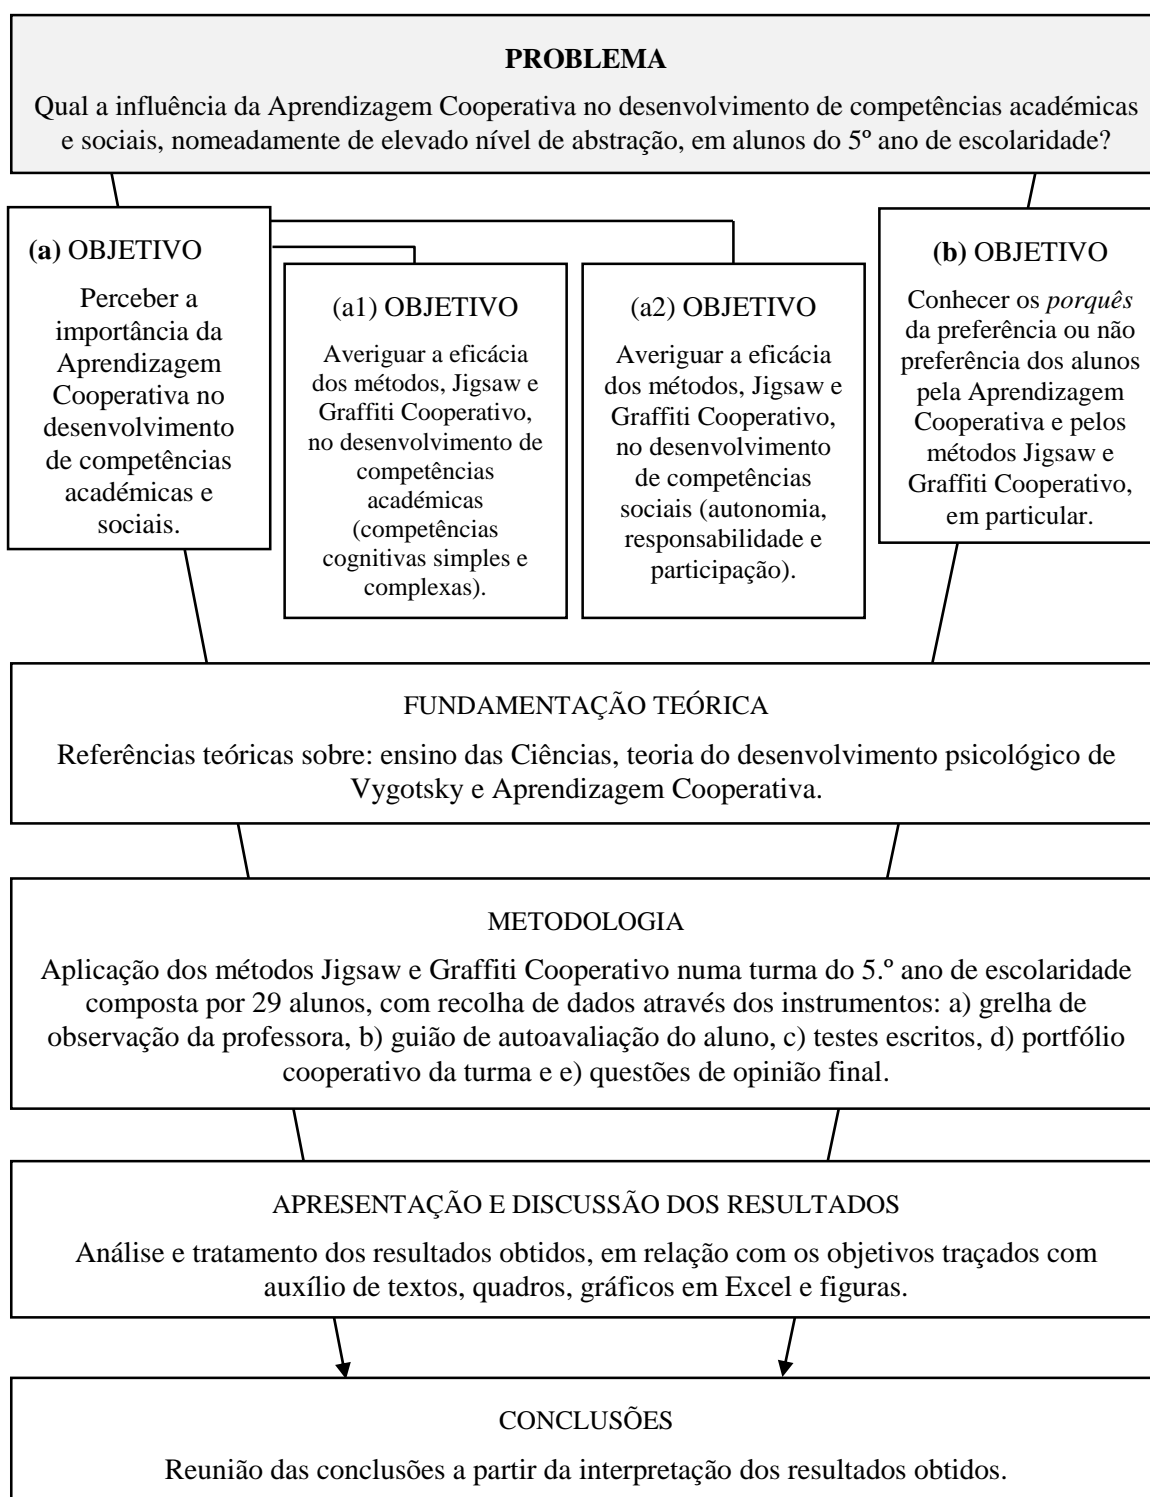 PROBLEMA
Qual a influência da Aprendizagem Cooperativa no desenvolvimento de competências académicas
e sociais, nomeadamente de elevado nível de abstração, em alunos do 5º ano de escolaridade?
(a) OBJETIVO
Perceber a
importância da
Aprendizagem
Cooperativa no
desenvolvimento
de competências
académicas e
sociais.
(a1) OBJETIVO
Averiguar a eficácia
dos métodos, Jigsaw e
Graffiti Cooperativo,
no desenvolvimento de
competências
académicas
(competências
cognitivas simples e
complexas).
(a2) OBJETIVO
Averiguar a eficácia
dos métodos, Jigsaw e
Graffiti Cooperativo,
no desenvolvimento
de competências
sociais (autonomia,
responsabilidade e
participação).
(b) OBJETIVO
Conhecer os porquês
da preferência ou não
preferência dos alunos
pela Aprendizagem
Cooperativa e pelos
métodos Jigsaw e
Graffiti Cooperativo,
em particular.
FUNDAMENTAÇÃO TEÓRICA
Referências teóricas sobre: ensino das Ciências, teoria do desenvolvimento psicológico de
Vygotsky e Aprendizagem Cooperativa.
METODOLOGIA
Aplicação dos métodos Jigsaw e Graffiti Cooperativo numa turma do 5.º ano de escolaridade
composta por 29 alunos, com recolha de dados através dos instrumentos: a) grelha de
observação da professora, b) guião de autoavaliação do aluno, c) testes escritos, d) portfólio
cooperativo da turma e e) questões de opinião final.
APRESENTAÇÃO E DISCUSSÃO DOS RESULTADOS
Análise e tratamento dos resultados obtidos, em relação com os objetivos traçados com
auxílio de textos, quadros, gráficos em Excel e figuras.
CONCLUSÕES
Reunião das conclusões a partir da interpretação dos resultados obtidos.